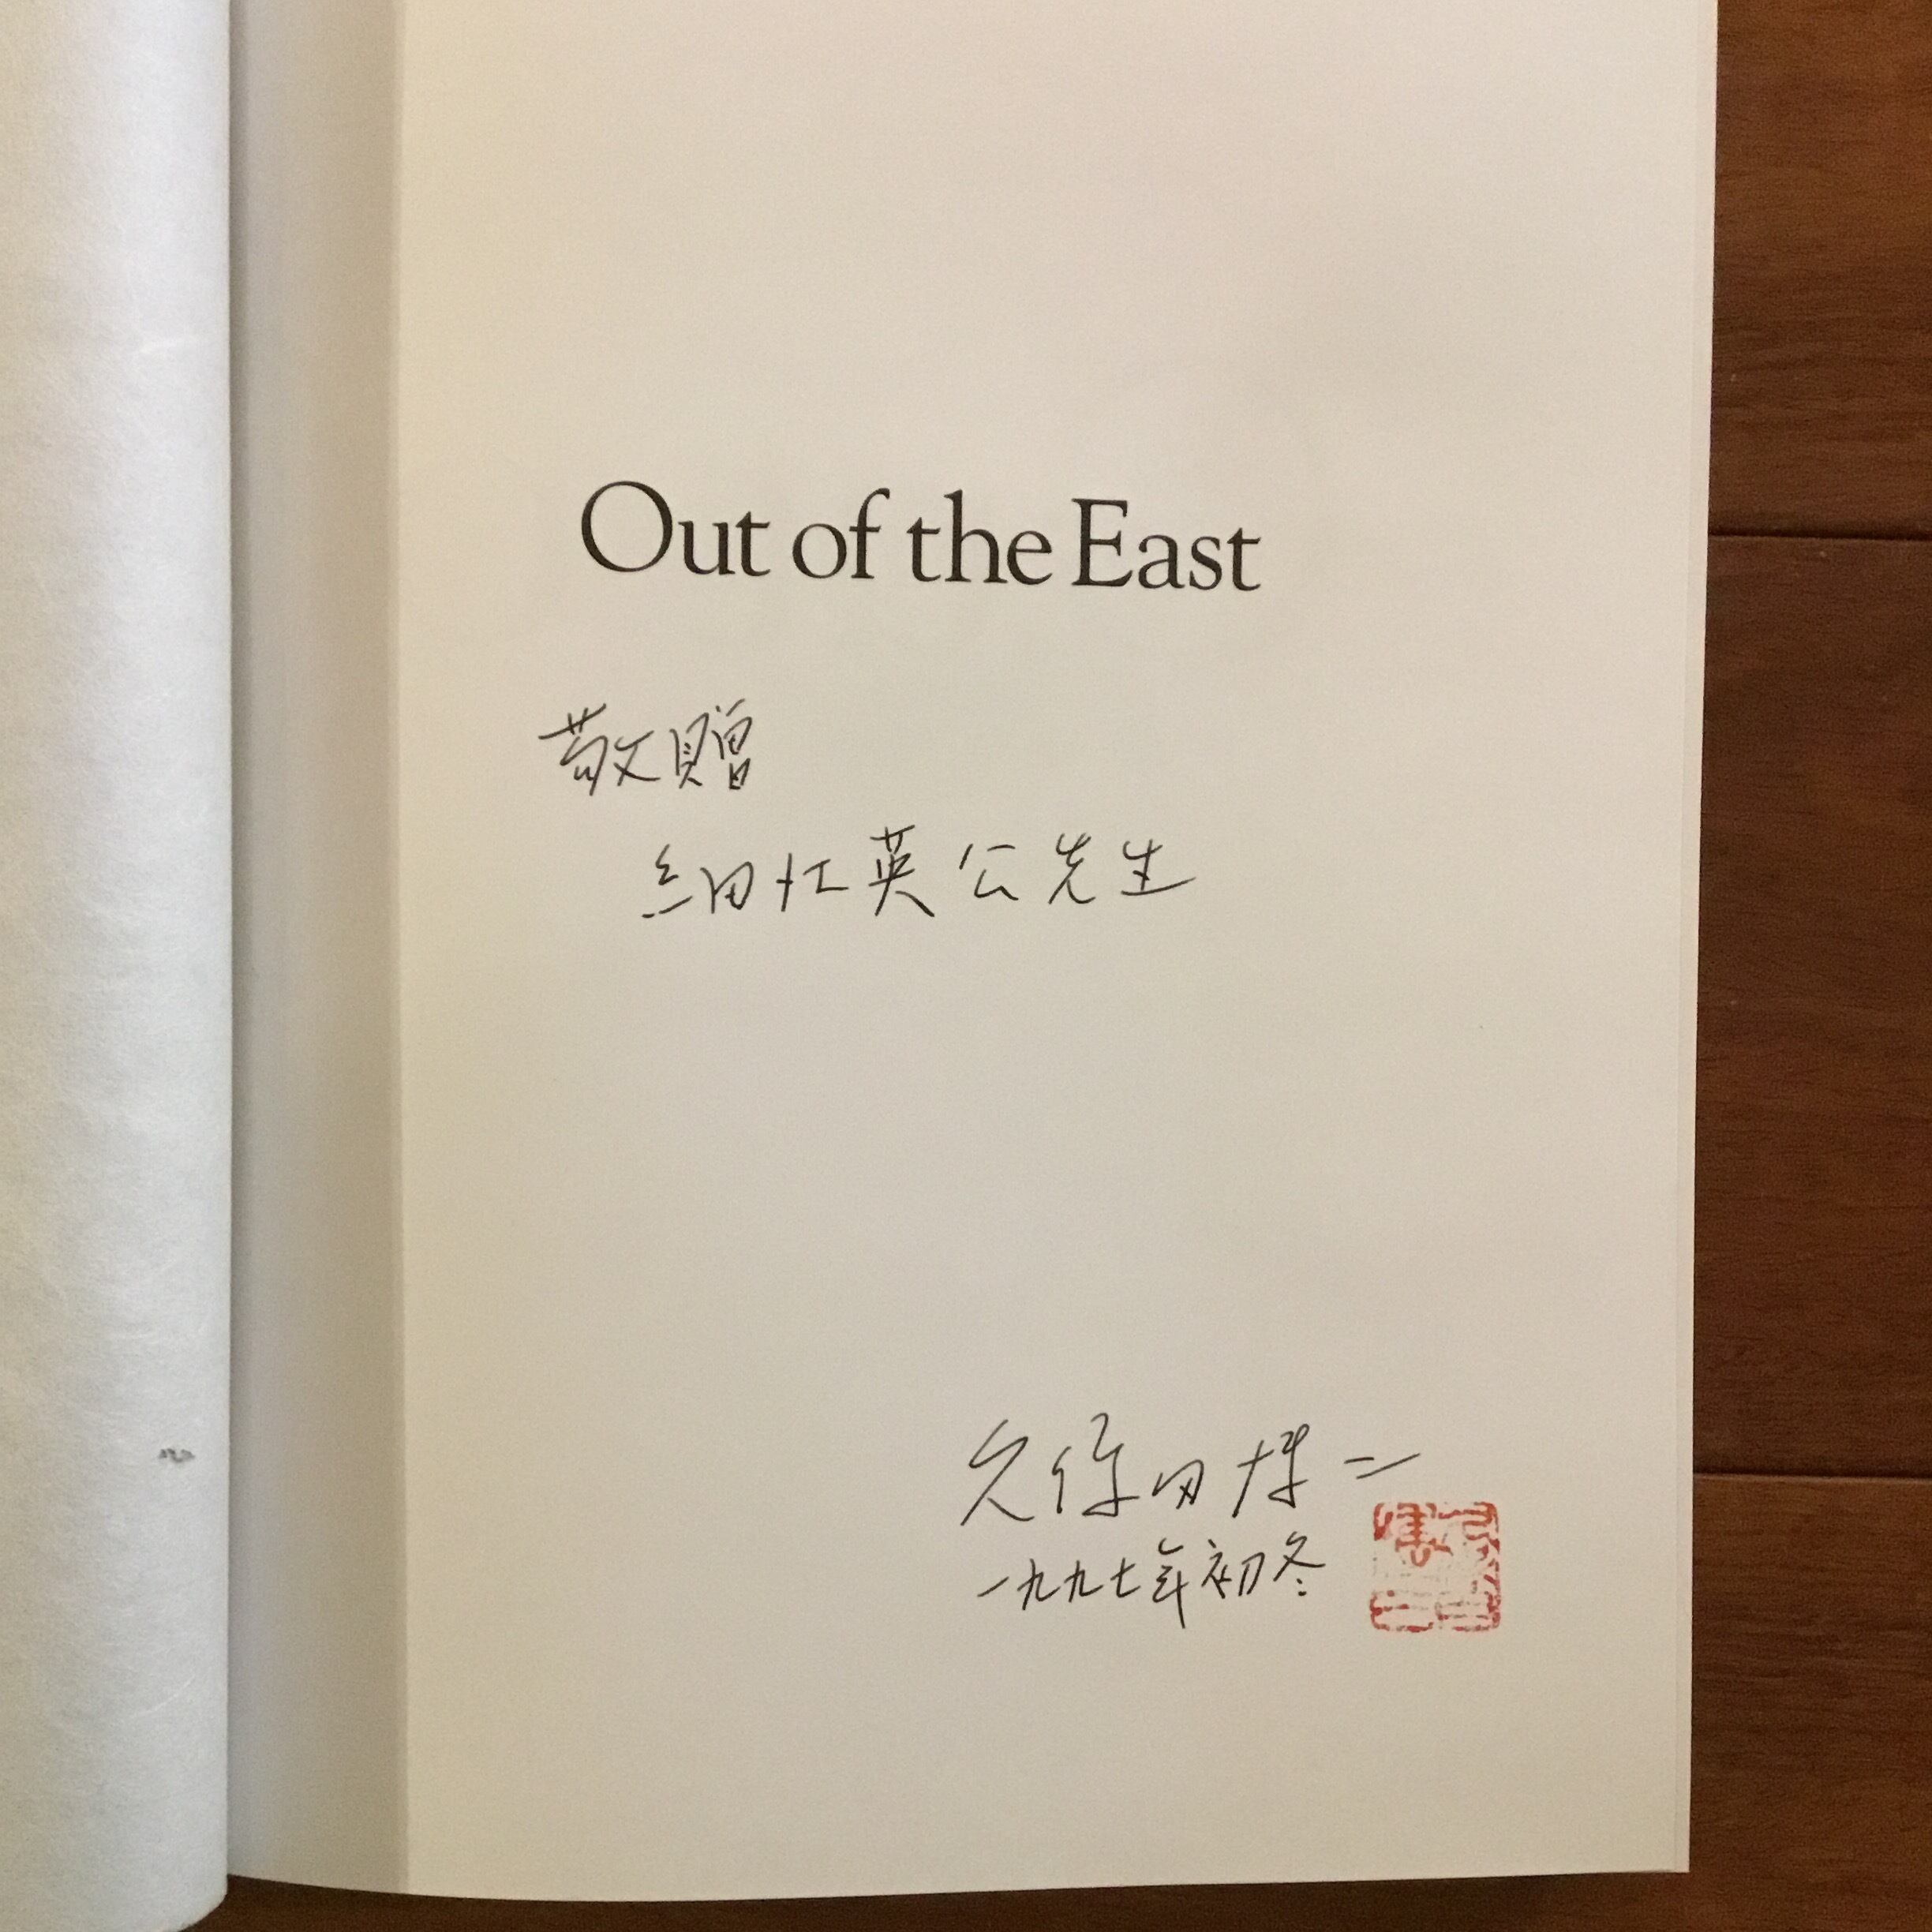 Out of the East
敬贈
細江英公先生
久保田博二
一九九七年初冬